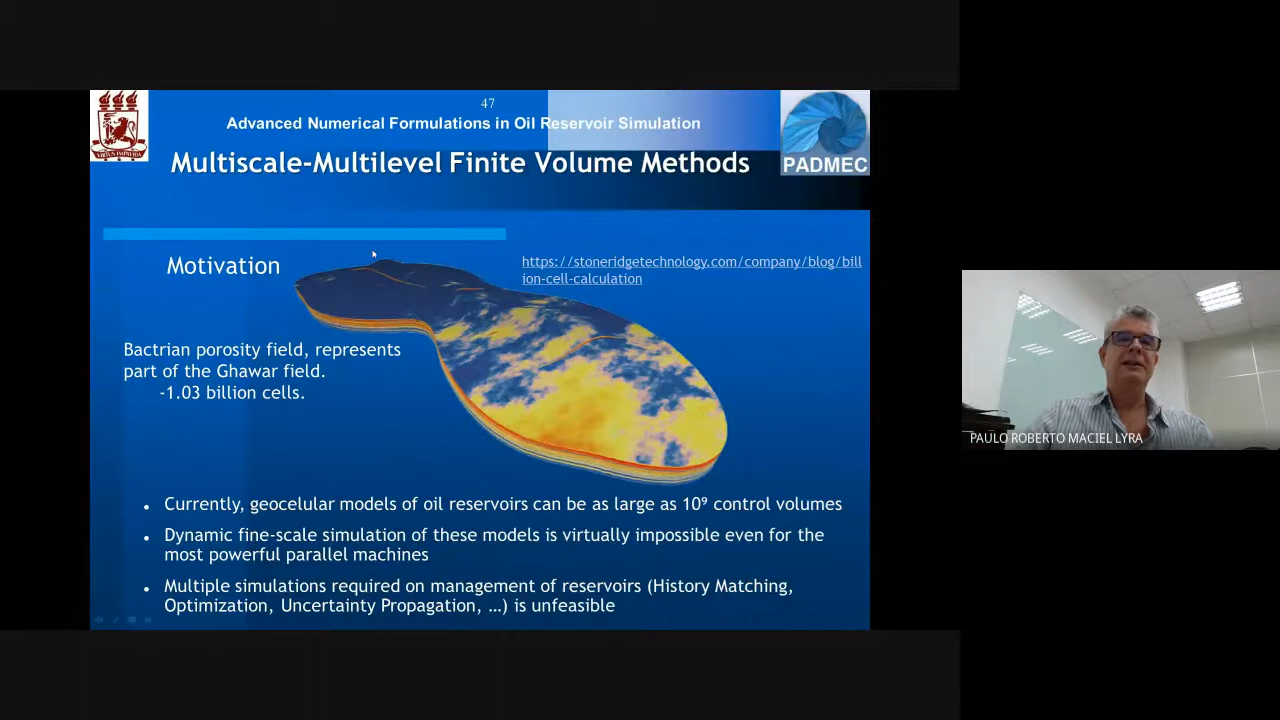 47
Advanced Numerical Formulations in Oil Reservoir Simulation
Multiscale-Multilevel Finite Volume Methods
PADMEC
Motivation
https://stoneridgetechnology.com/company/blog/bill
ion-cell-calculation
Bactrian porosity field, represents
part of the Ghawar field.
-1.03 billion cells.
• Currently, geocelular models of oil reservoirs can be as large as 10⁹ control volumes
• Dynamic fine-scale simulation of these models is virtually impossible even for the
most powerful parallel machines
• Multiple simulations required on management of reservoirs (History Matching,
Optimization, Uncertainty Propagation, …) is unfeasible
PAULO ROBERTO MACIEL LYRA